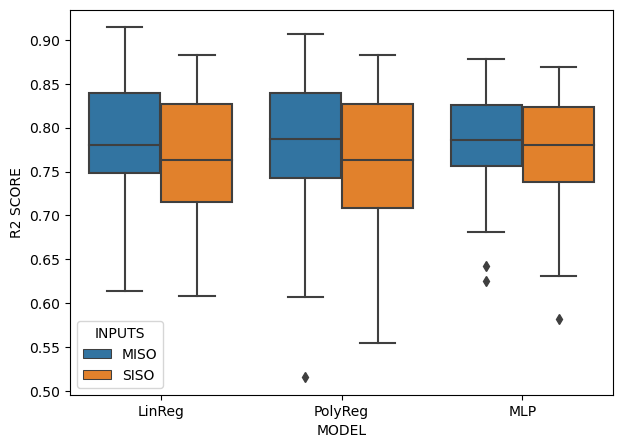 0.90
0.85
0.80
0.75
0.70
0.65
0.60
0.55
0.50
R2 SCORE
INPUTS
MISO
SISO
LinReg
PolyReg
MLP
MODEL